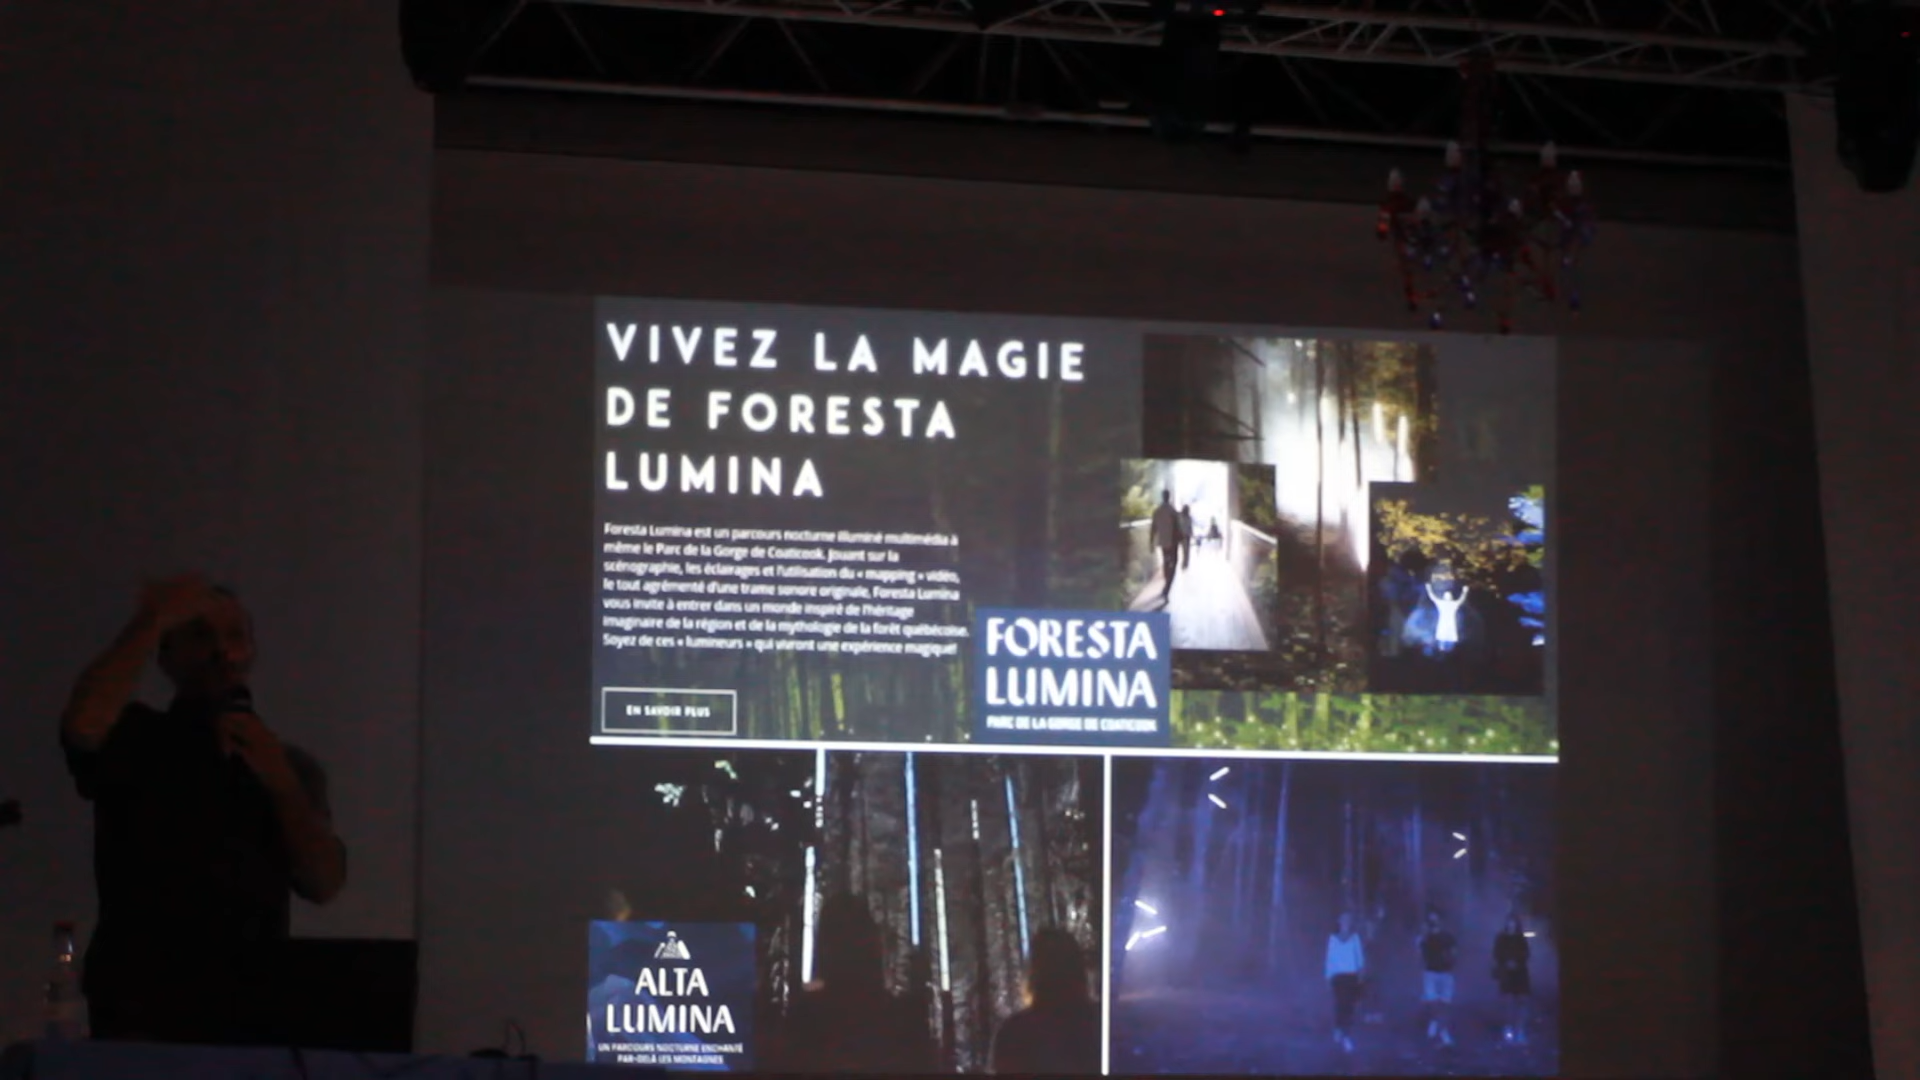 VIVEZ LA MAGIE
DE FORESTA
LUMINA
Foresta Lumina est un parcours nocturne illuminé multimédia à
même le Parc de la Gorge de Coaticook. Jouant sur la
scénographie, les éclairages et l'utilisation du « mapping » vidéo,
le tout agrémenté d'une trame sonore originale, Foresta Lumina
vous invite à entrer dans un monde inspiré de l'héritage
imaginaire de la région et de la mythologie de la forêt québécoise.
Soyez de ces « lumineurs » qui vivront une expérience magique!
EN SAVOIR PLUS
FORESTA
LUMINA
PARC DE LA GORGE DE COATICOOK
ALTA
LUMINA
UN PARCOURS NOCTURNE ENCHANTÉ
PAR-DELÀ LES MONTAGNES